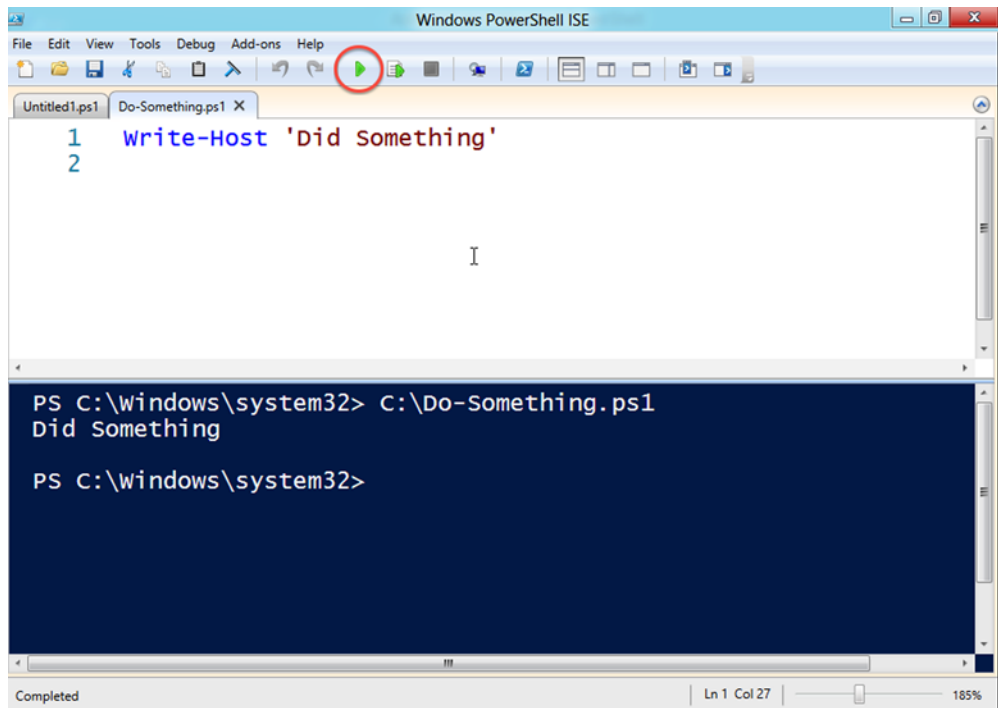 Windows PowerShell ISE
File Edit View Tools Debug Add-ons Help
Untitled1.ps1 Do-Something.ps1 X
1 Write-Host 'Did Something'
2
PS C:\Windows\system32> C:\Do-Something.ps1
Did Something
PS C:\Windows\system32>
Completed Ln 1 Col 27 185%